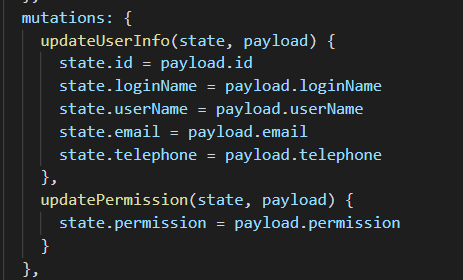 mutations: {
updateUserInfo(state, payload) {
state.id = payload.id
state.loginName = payload.loginName
state.userName = payload.userName
state.email = payload.email
state.telephone = payload.telephone
},
updatePermission(state, payload) {
state.permission = payload.permission
}
},